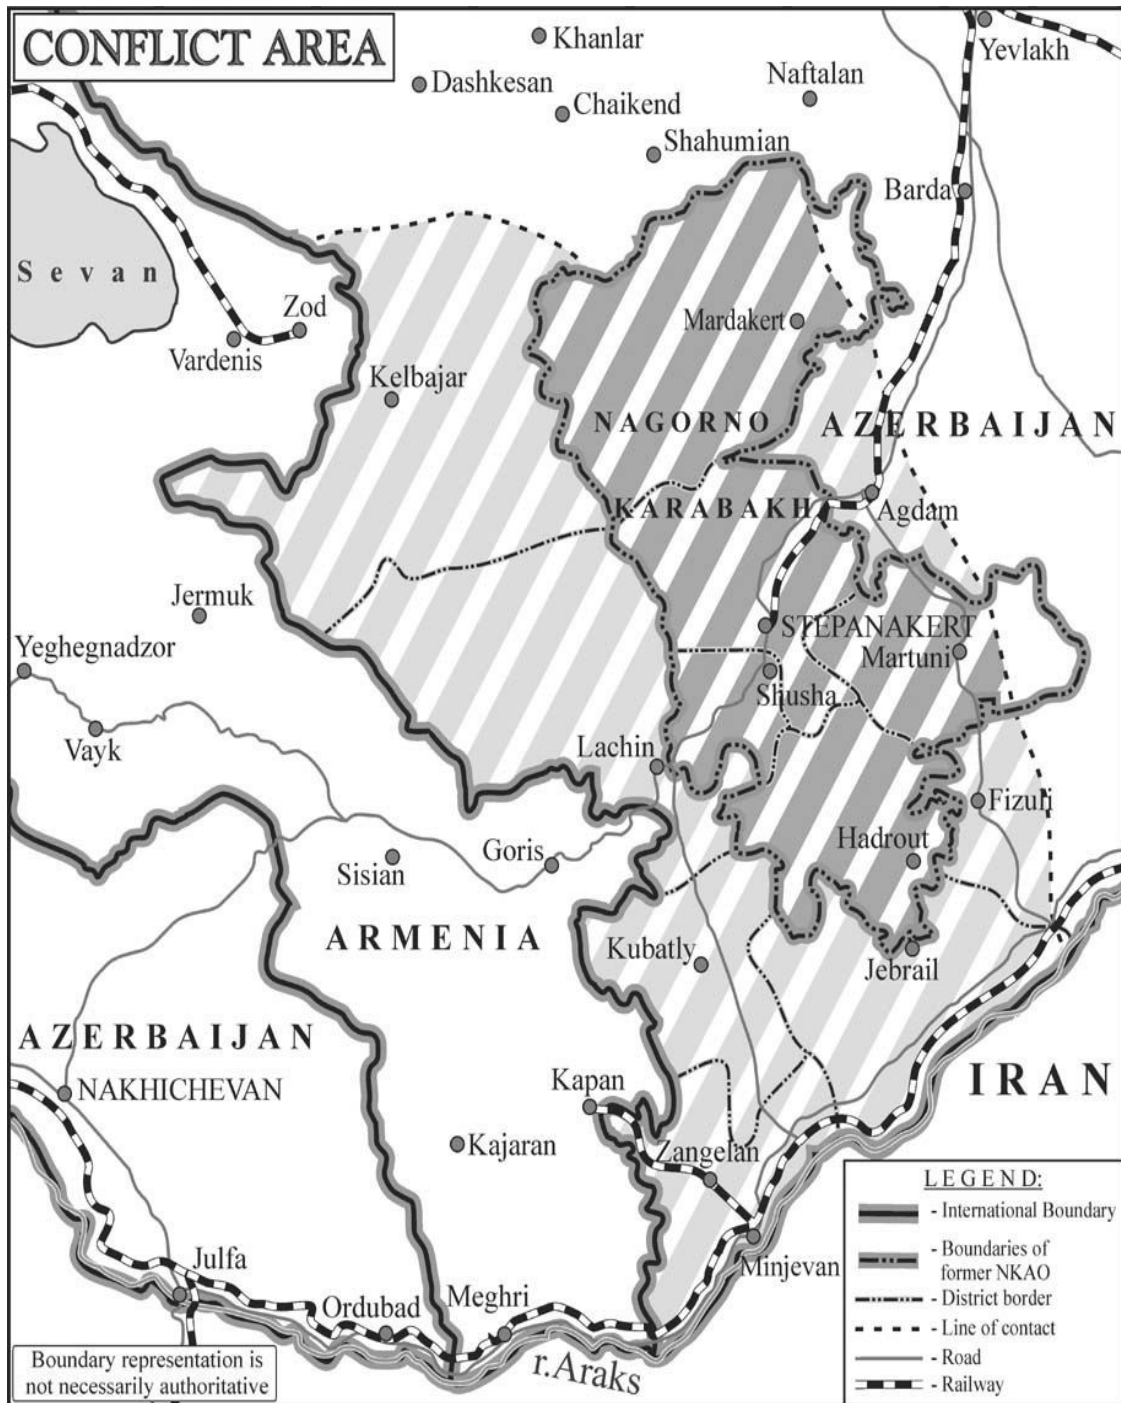 CONFLICT AREA
Khanlar
Yevlakh
Dashkesan
Naftalan
Chaikend
Shahumian
Barda
Sevan
Zod
Vardenis
Mardakert
Kelbajar
NAGORNO
AZERBAIJAN
KARABAKH
Agdam
Jermuk
STEPANAKERT
Yeghegnadzor
Martuni
Shusha
Vayk
Lachin
Fizuli
Goris
Hadrout
Sisian
ARMENIA
Kubatly
Jebrail
AZERBAIJAN
IRAN
NAKHICHEVAN
Kapan
Kajaran
Zangelan
Julfa
Minjevan
Ordubad
Meghri
r.Araks
LEGEND:
- International Boundary
- Boundaries of
former NKAO
- District border
- Line of contact
- Road
- Railway
Boundary representation is
not necessarily authoritative